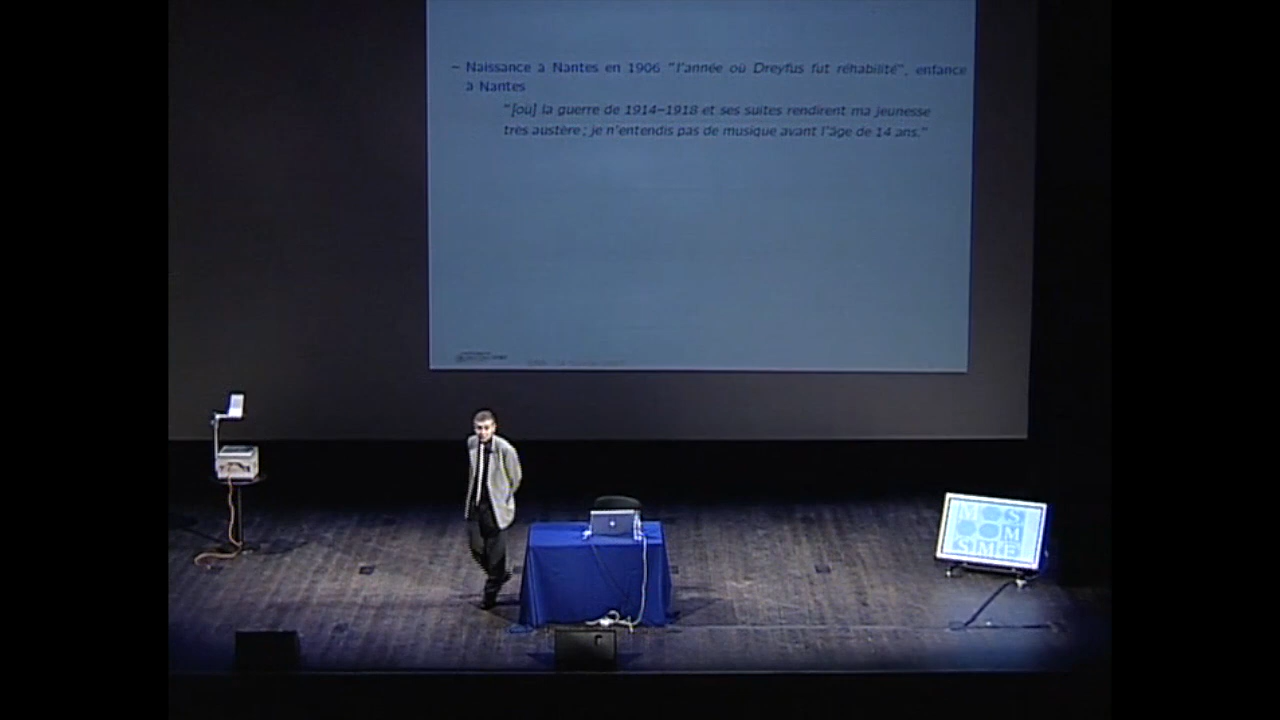 – Naissance à Nantes en 1906 "l'année où Dreyfus fut réhabilité", enfance
à Nantes
"[où] la guerre de 1914–1918 et ses suites rendirent ma jeunesse
très austère ; je n'entendis pas de musique avant l'âge de 14 ans."
M S
M
SMF